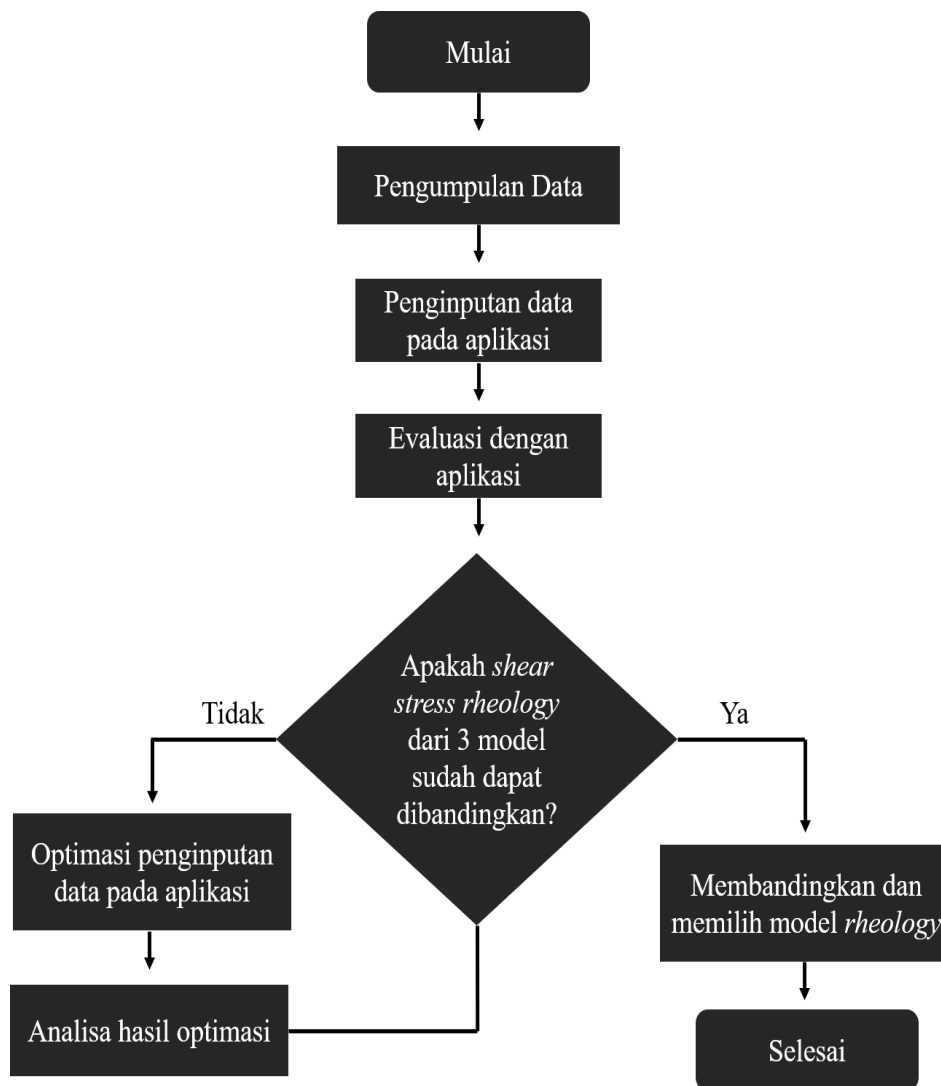 Mulai
Pengumpulan Data
Penginputan data
pada aplikasi
Evaluasi dengan
aplikasi
Apakah shear
stress rheology
dari 3 model
sudah dapat
dibandingkan?
Tidak
Ya
Optimasi penginputan
data pada aplikasi
Analisa hasil optimasi
Membandingkan dan
memilih model rheology
Selesai